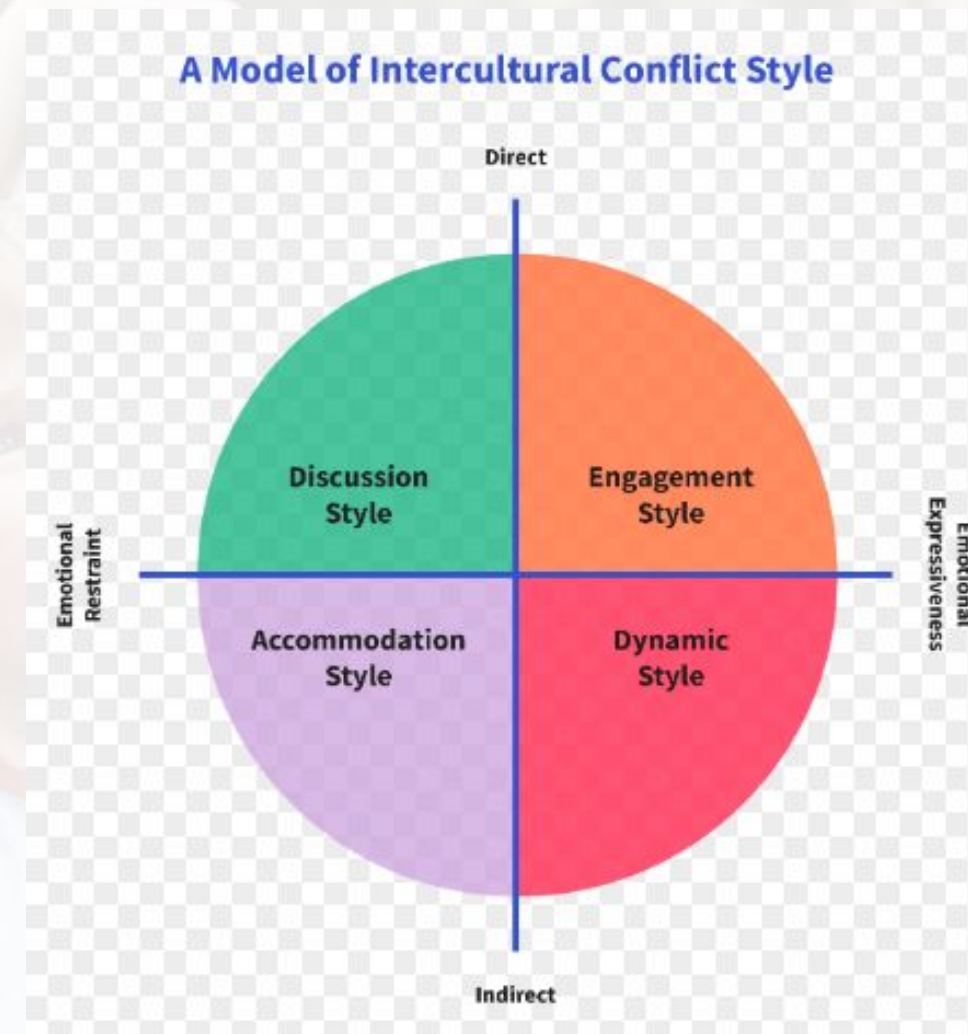 A Model of Intercultural Conflict Style
Direct
Discussion
Style
Engagement
Style
Emotional
Restraint
Emotional
Expressiveness
Accommodation
Style
Dynamic
Style
Indirect